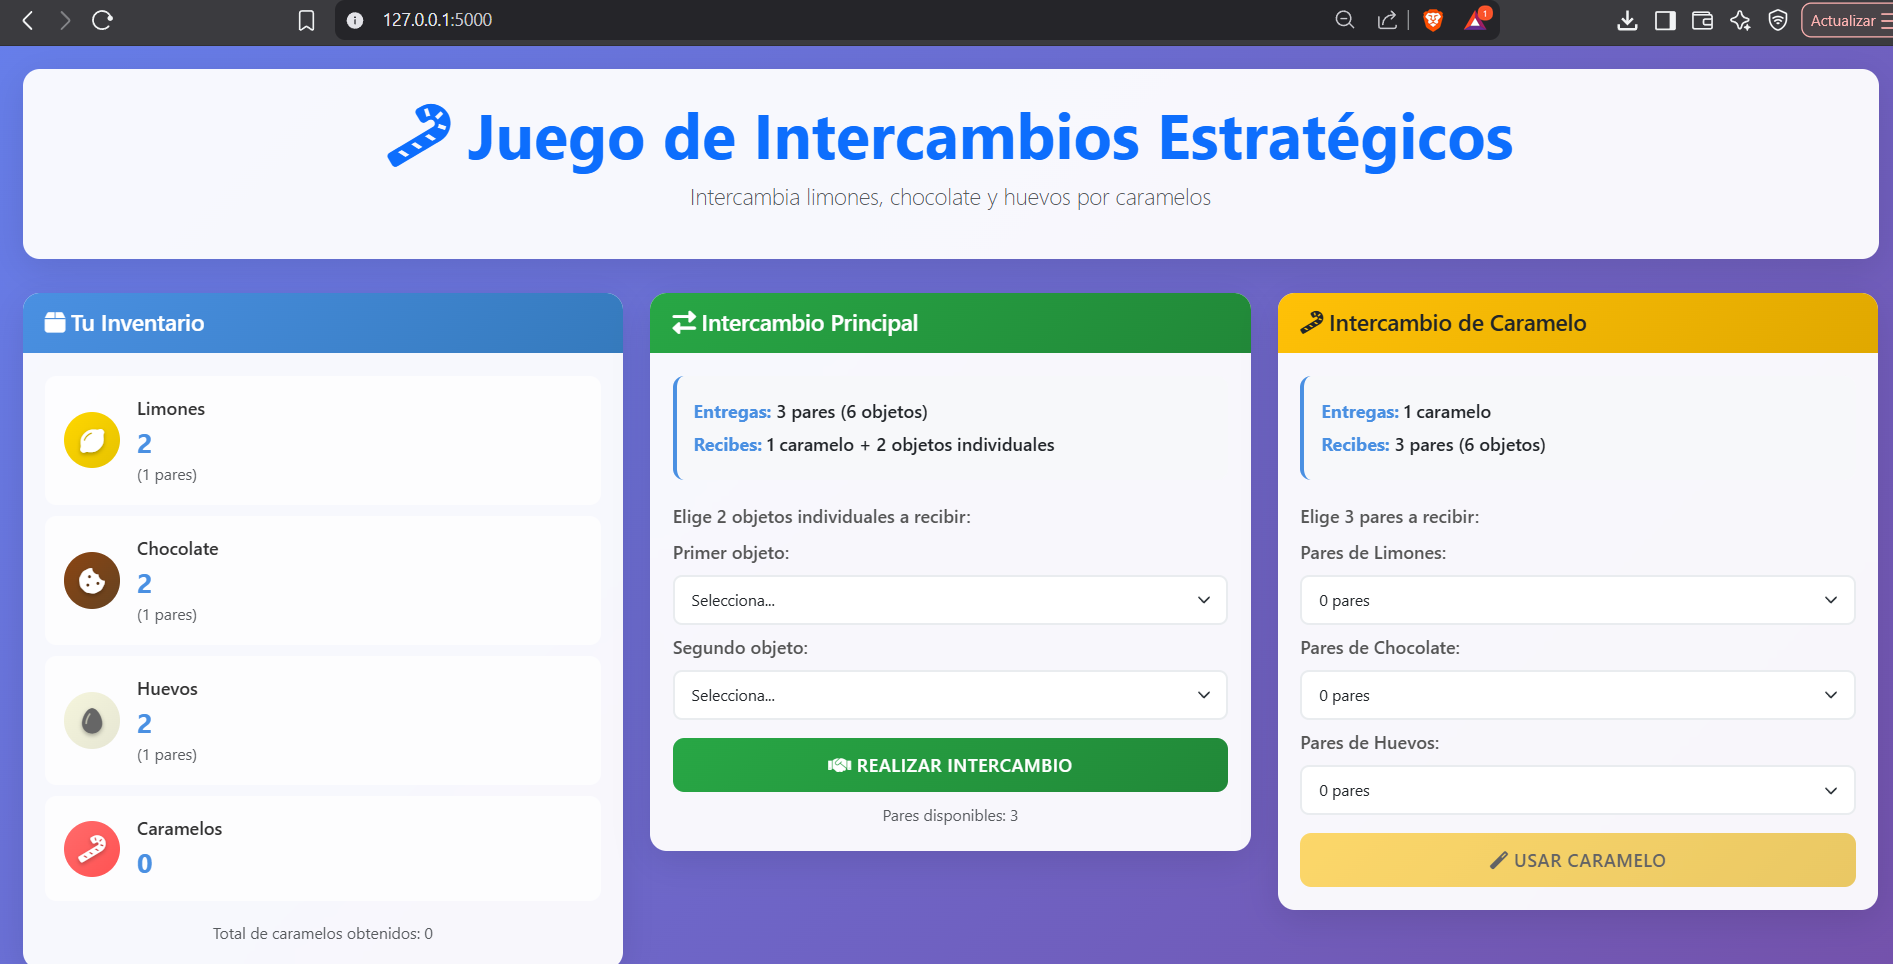 127.0.0.1:5000
1
Actualizar
Juego de Intercambios Estratégicos
Intercambia limones, chocolate y huevos por caramelos
Tu Inventario
Limones
2
(1 pares)
Chocolate
2
(1 pares)
Huevos
2
(1 pares)
Caramelos
0
Total de caramelos obtenidos: 0
Intercambio Principal
Entregas: 3 pares (6 objetos)
Recibes: 1 caramelo + 2 objetos individuales
Elige 2 objetos individuales a recibir:
Primer objeto:
Selecciona...
Segundo objeto:
Selecciona...
REALIZAR INTERCAMBIO
Pares disponibles: 3
Intercambio de Caramelo
Entregas: 1 caramelo
Recibes: 3 pares (6 objetos)
Elige 3 pares a recibir:
Pares de Limones:
0 pares
Pares de Chocolate:
0 pares
Pares de Huevos:
0 pares
USAR CARAMELO